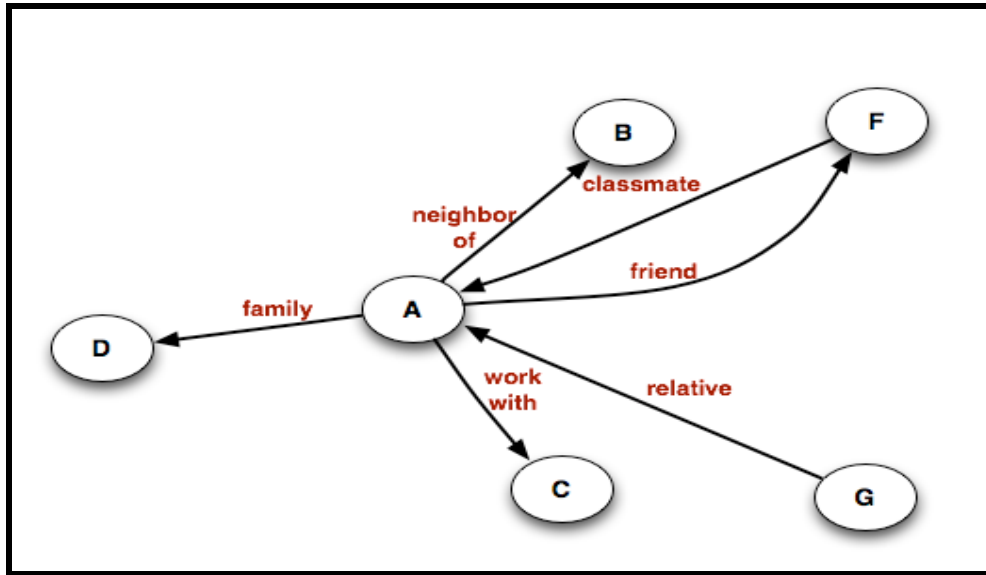 B
F
classmate
neighbor
of
friend
A
family
D
work
with
relative
C
G